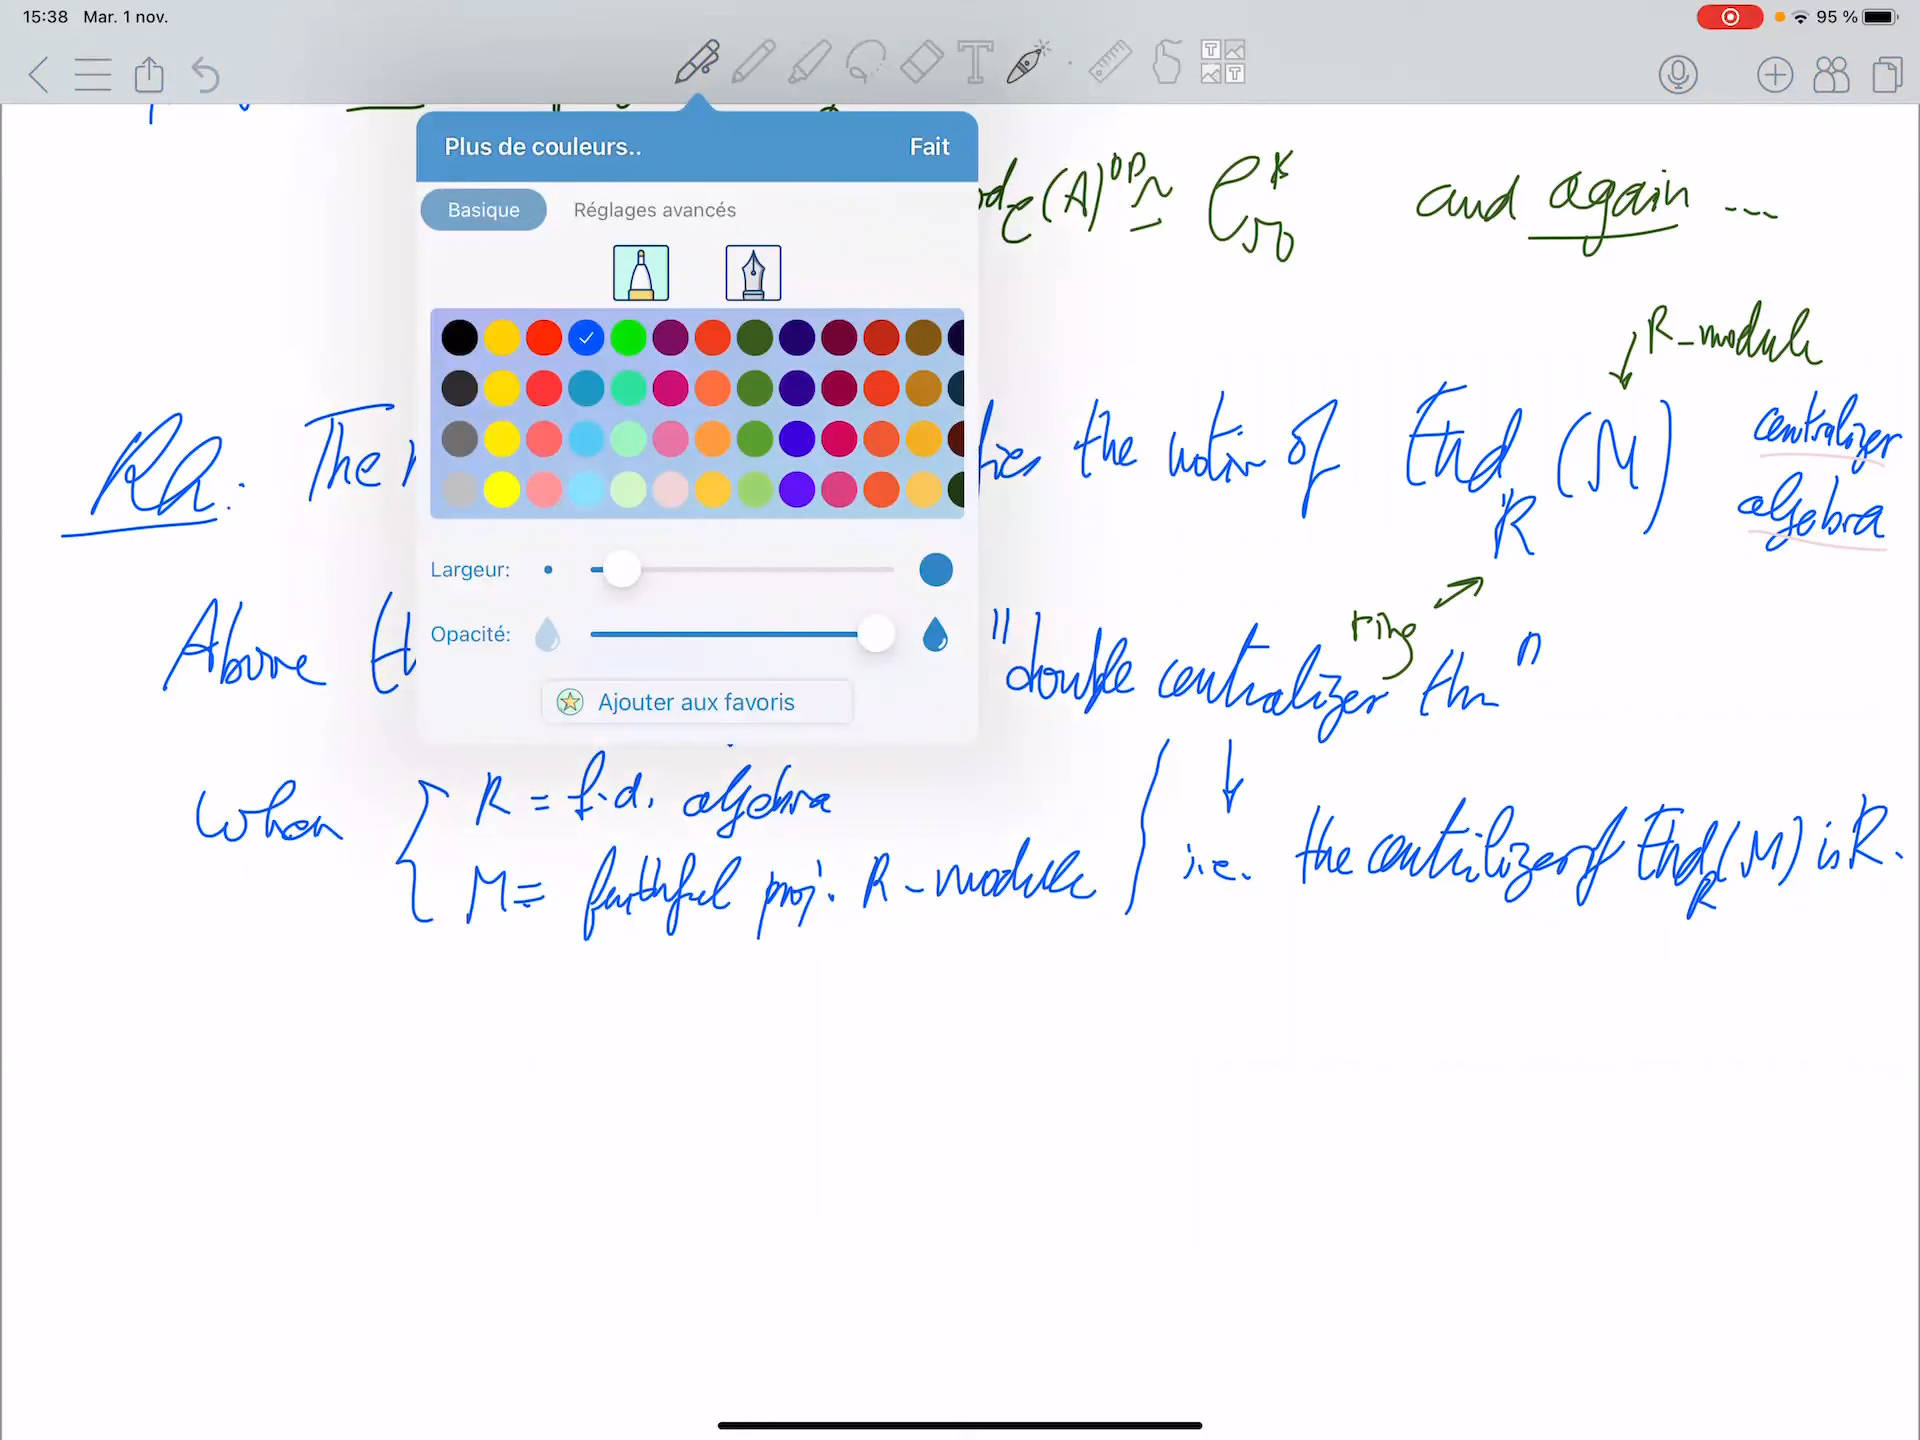 15:38 Mar. 1 nov. 95 %
Plus de couleurs.. Fait
Basique Réglages avancés
(A)^op ≃ and again ...
R-module
Rk: The notion of End_R (M) centralizer
the algebra
Largeur:
ring
Opacité:
Above "double centralizer thm"
Ajouter aux favoris
When { R = f.d. algebra
M = faithful proj. R-module } i.e. the centralizer of End_R(M) is R.